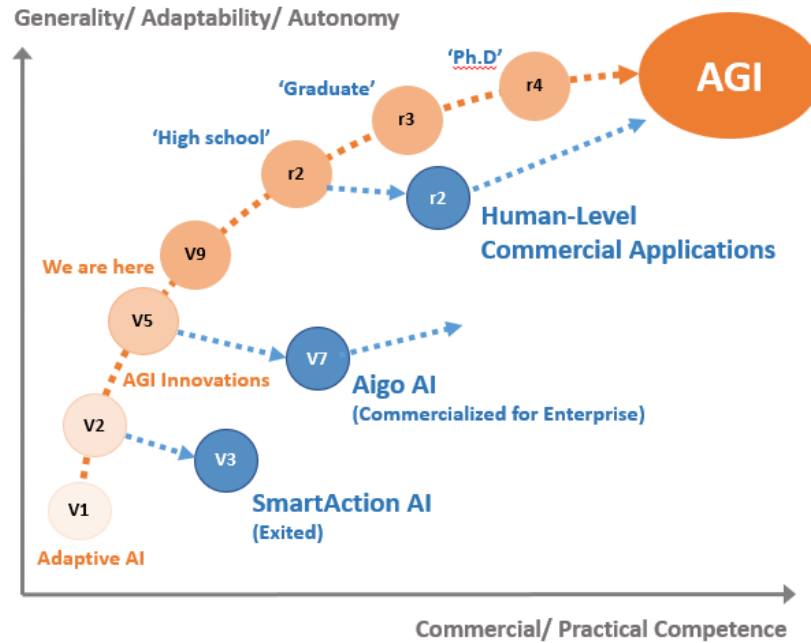 Generality/ Adaptability/ Autonomy
'Ph.D'
AGI
r4
'Graduate'
r3
'High school'
r2
r2
Human-Level
Commercial Applications
V9
We are here
V5
V7
AGI Innovations
Aigo AI
(Commercialized for Enterprise)
V2
V3
SmartAction AI
(Exited)
V1
Adaptive AI
Commercial/ Practical Competence